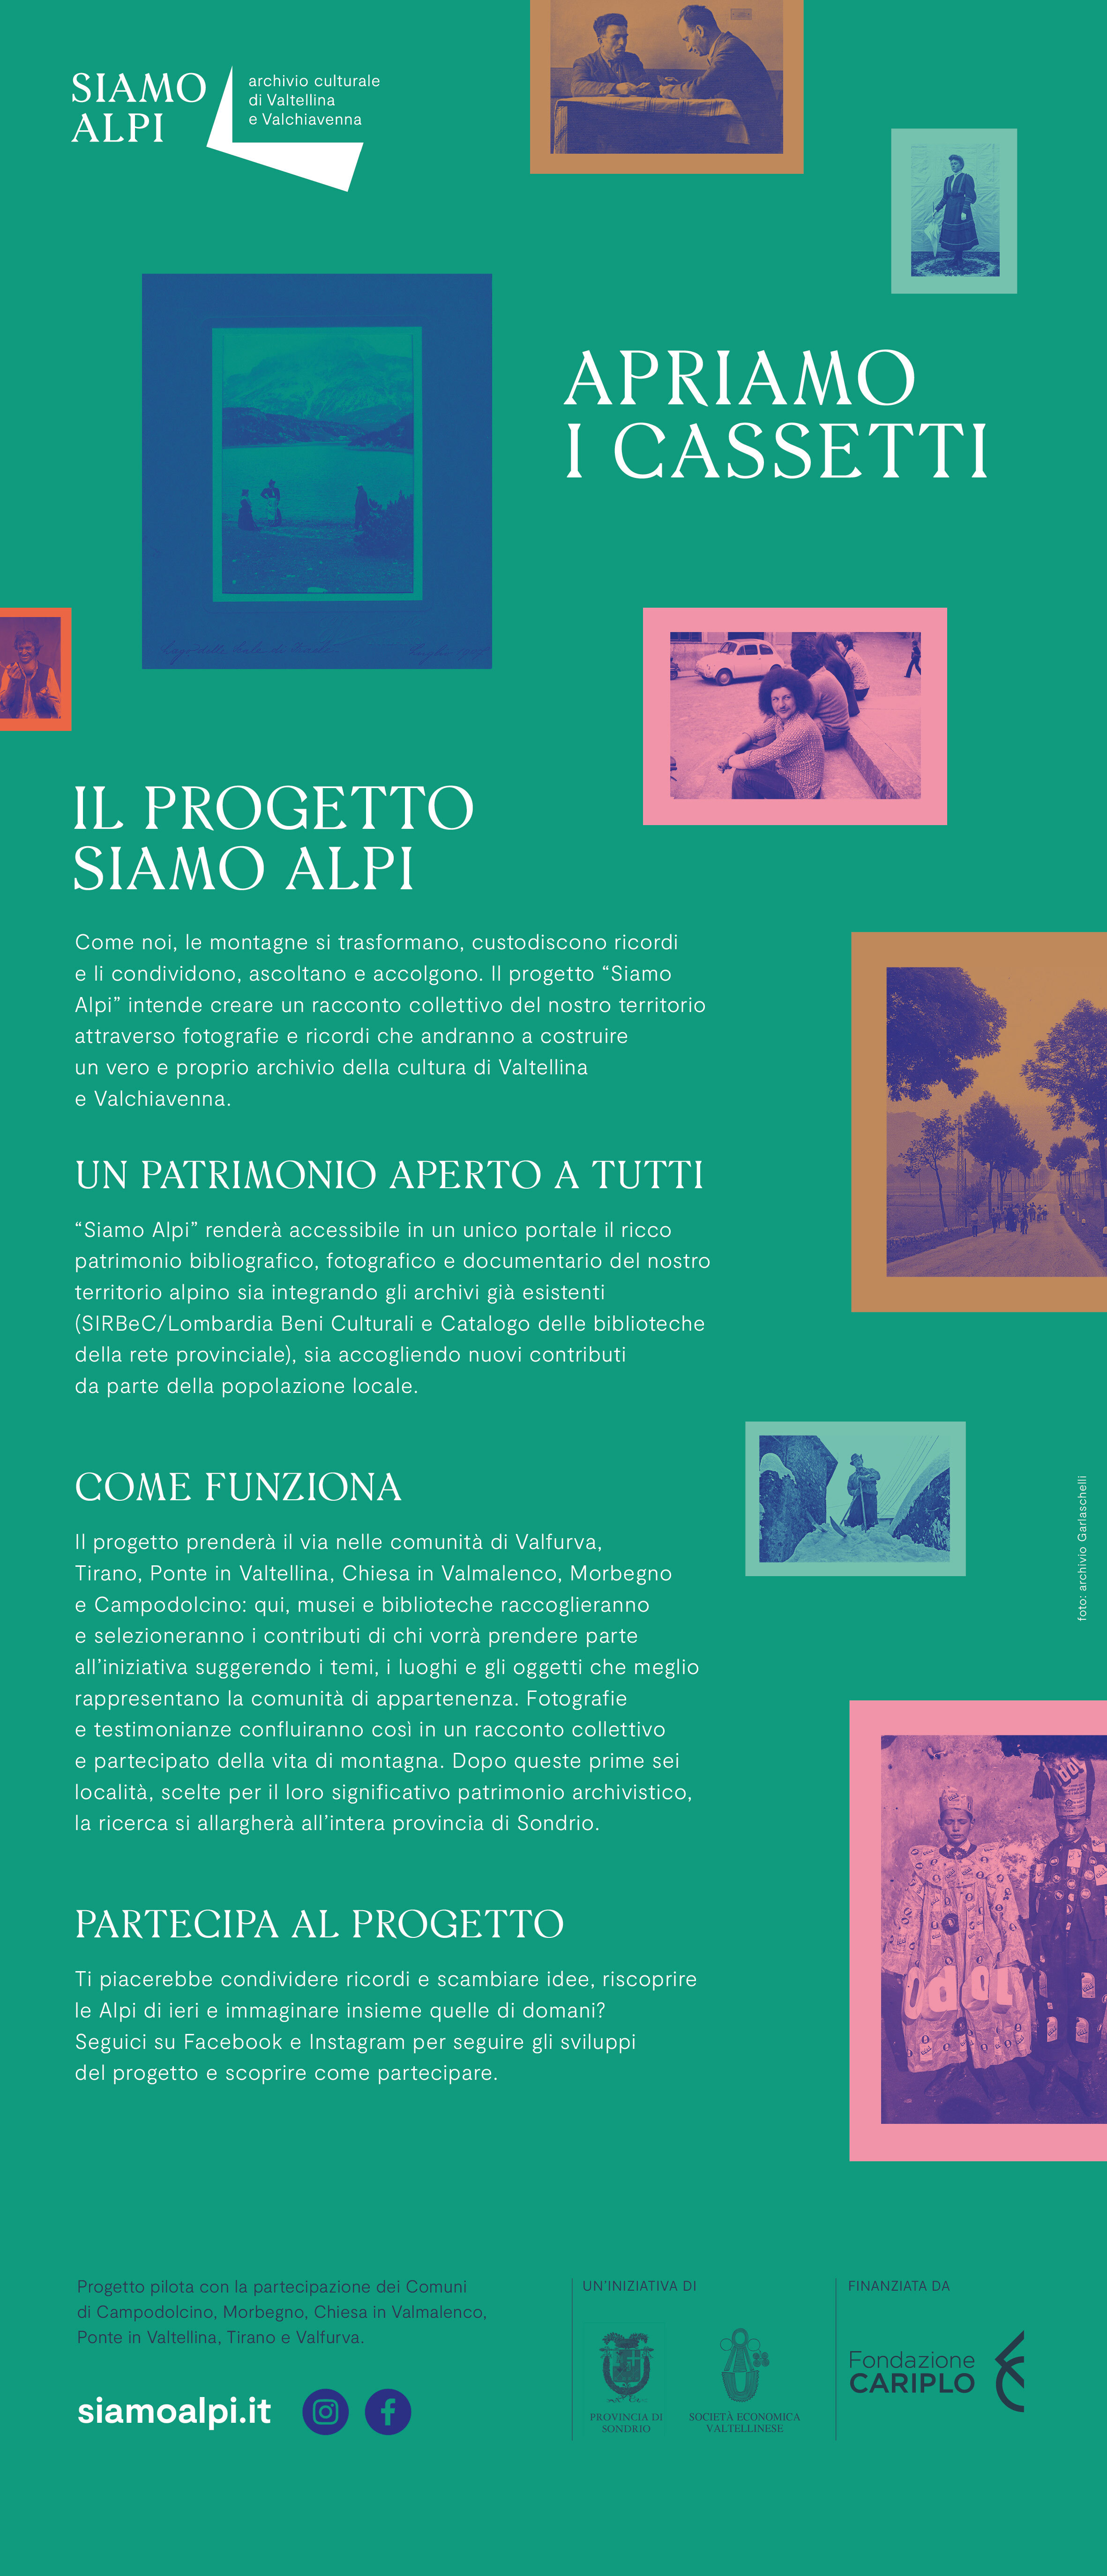 SIAMO
ALPI
archivio culturale
di Valtellina
e Valchiavenna
APRIAMO
I CASSETTI
IL PROGETTO
SIAMO ALPI
Come noi, le montagne si trasformano, custodiscono ricordi
e li condividono, ascoltano e accolgono. Il progetto “Siamo
Alpi” intende creare un racconto collettivo del nostro territorio
attraverso fotografie e ricordi che andranno a costruire
un vero e proprio archivio della cultura di Valtellina
e Valchiavenna.
UN PATRIMONIO APERTO A TUTTI
“Siamo Alpi” renderà accessibile in un unico portale il ricco
patrimonio bibliografico, fotografico e documentario del nostro
territorio alpino sia integrando gli archivi già esistenti
(SIRBeC/Lombardia Beni Culturali e Catalogo delle biblioteche
della rete provinciale), sia accogliendo nuovi contributi
da parte della popolazione locale.
COME FUNZIONA
Il progetto prenderà il via nelle comunità di Valfurva,
Tirano, Ponte in Valtellina, Chiesa in Valmalenco, Morbegno
e Campodolcino: qui, musei e biblioteche raccoglieranno
e selezioneranno i contributi di chi vorrà prendere parte
all’iniziativa suggerendo i temi, i luoghi e gli oggetti che meglio
rappresentano la comunità di appartenenza. Fotografie
e testimonianze confluiranno così in un racconto collettivo
e partecipato della vita di montagna. Dopo queste prime sei
località, scelte per il loro significativo patrimonio archivistico,
la ricerca si allargherà all’intera provincia di Sondrio.
foto: archivio Garlaschelli
PARTECIPA AL PROGETTO
Ti piacerebbe condividere ricordi e scambiare idee, riscoprire
le Alpi di ieri e immaginare insieme quelle di domani?
Seguici su Facebook e Instagram per seguire gli sviluppi
del progetto e scoprire come partecipare.
Odol
Progetto pilota con la partecipazione dei Comuni
di Campodolcino, Morbegno, Chiesa in Valmalenco,
Ponte in Valtellina, Tirano e Valfurva.
siamoalpi.it
UN’INIZIATIVA DI
PROVINCIA DI
SONDRIO
SOCIETÀ ECONOMICA
VALTELLINESE
FINANZIATA DA
Fondazione
CARIPLO